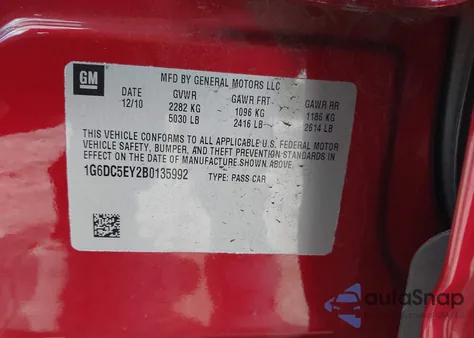 GM
MFD BY GENERAL MOTORS LLC
DATE GVWR GAWR FRT GAWR RR
12/10 2282 KG 1096 KG 1186 KG
5030 LB 2416 LB 2614 LB
THIS VEHICLE CONFORMS TO ALL APPLICABLE U.S. FEDERAL MOTOR
VEHICLE SAFETY, BUMPER, AND THEFT PREVENTION STANDARDS IN
EFFECT ON THE DATE OF MANUFACTURE SHOWN ABOVE.
1G6DC5EY2B0135992 TYPE: PASS CAR
autoSnap